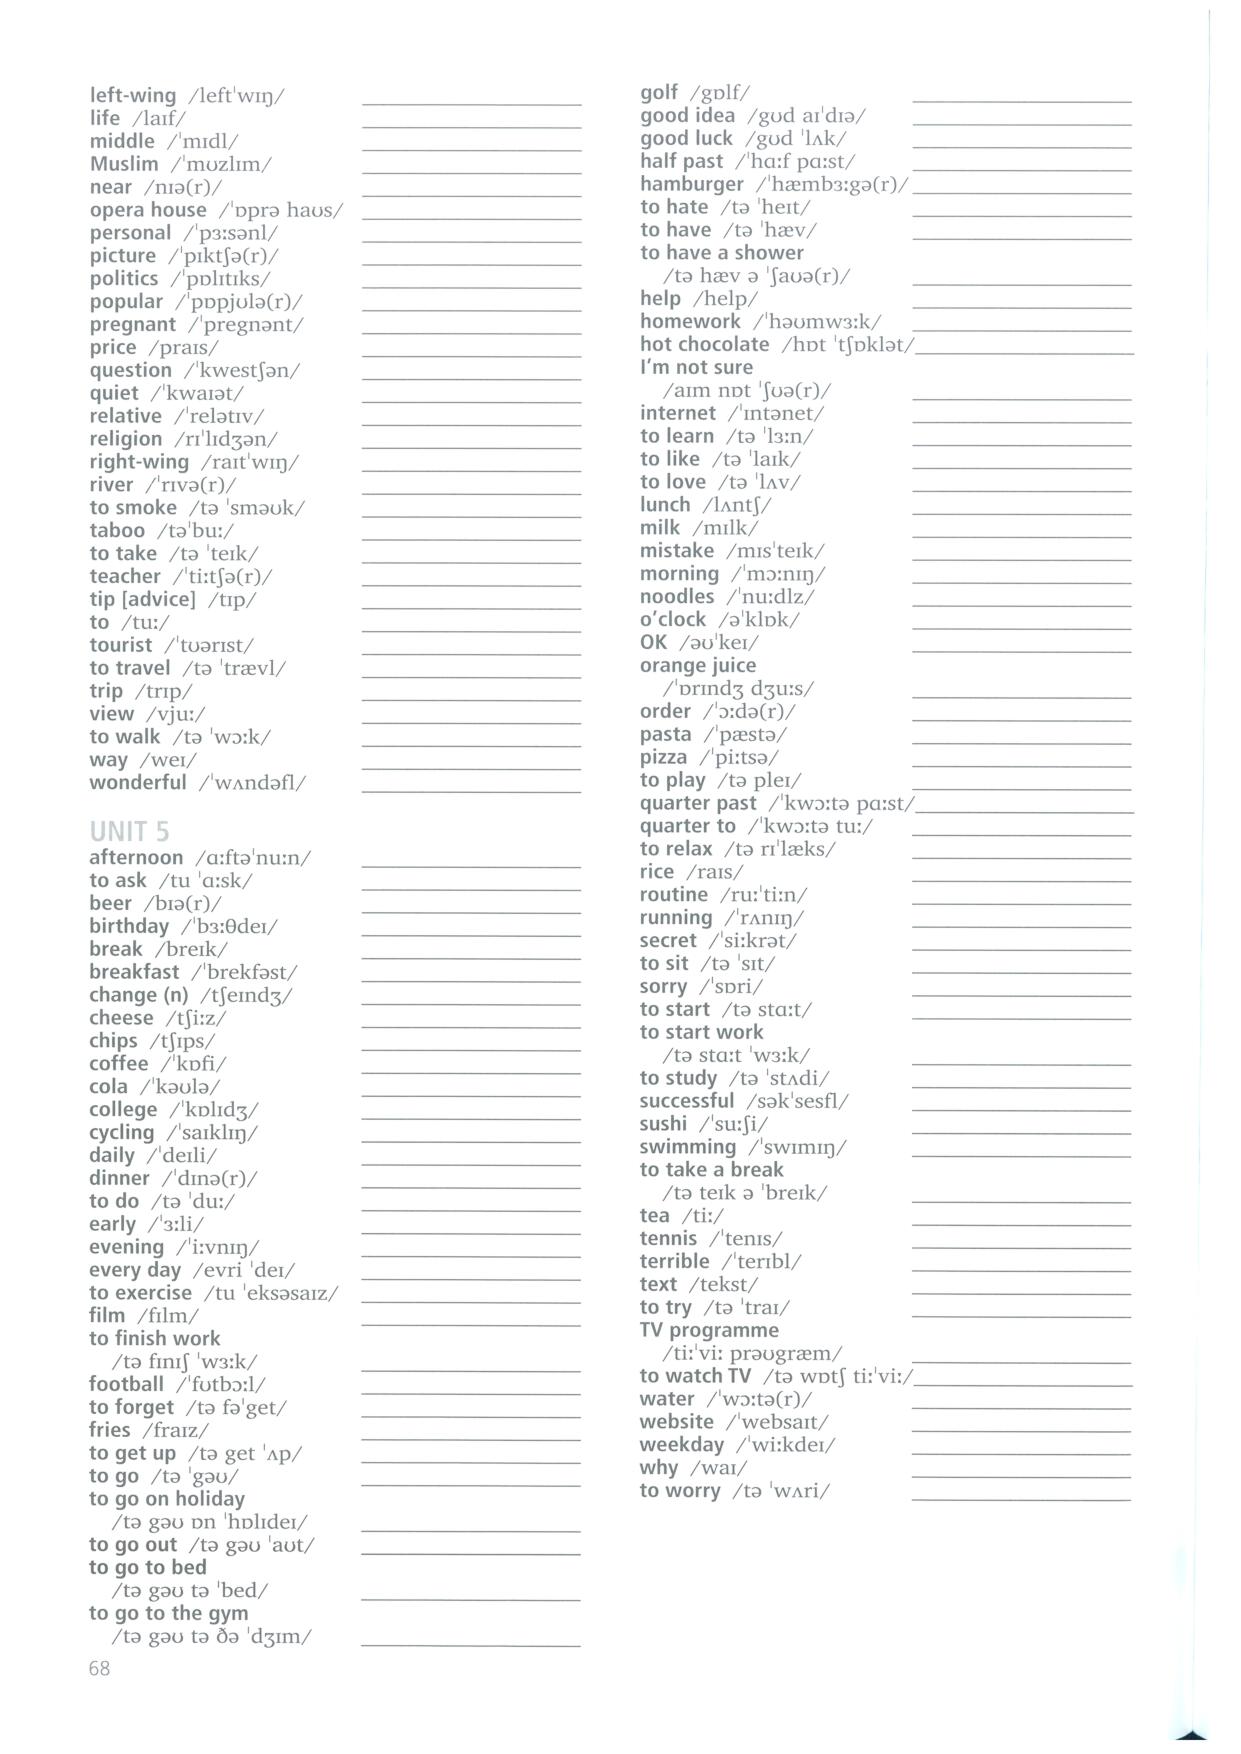 left-wing /leftˈwɪŋ/
life /laɪf/
middle /ˈmɪdl/
Muslim /ˈmʊzlɪm/
near /nɪə(r)/
opera house /ˈɒprə haʊs/
personal /ˈpɜːsənl/
picture /ˈpɪktʃə(r)/
politics /ˈpɒlɪtɪks/
popular /ˈpɒpjʊlə(r)/
pregnant /ˈpregnənt/
price /praɪs/
question /ˈkwestʃən/
quiet /ˈkwaɪət/
relative /ˈrelətɪv/
religion /rɪˈlɪdʒən/
right-wing /raɪtˈwɪŋ/
river /ˈrɪvə(r)/
to smoke /tə ˈsməʊk/
taboo /təˈbuː/
to take /tə ˈteɪk/
teacher /ˈtiːtʃə(r)/
tip [advice] /tɪp/
to /tuː/
tourist /ˈtʊərɪst/
to travel /tə ˈtrævl/
trip /trɪp/
view /vjuː/
to walk /tə ˈwɔːk/
way /weɪ/
wonderful /ˈwʌndəfl/
UNIT 5
afternoon /ɑːftəˈnuːn/
to ask /tu ˈɑːsk/
beer /bɪə(r)/
birthday /ˈbɜːθdeɪ/
break /breɪk/
breakfast /ˈbrekfəst/
change (n) /tʃeɪndʒ/
cheese /tʃiːz/
chips /tʃɪps/
coffee /ˈkɒfi/
cola /ˈkəʊlə/
college /ˈkɒlɪdʒ/
cycling /ˈsaɪklɪŋ/
daily /ˈdeɪli/
dinner /ˈdɪnə(r)/
to do /tə ˈduː/
early /ˈɜːli/
evening /ˈiːvnɪŋ/
every day /evri ˈdeɪ/
to exercise /tu ˈeksəsaɪz/
film /fɪlm/
to finish work
/tə fɪnɪʃ ˈwɜːk/
football /ˈfʊtbɔːl/
to forget /tə fəˈget/
fries /fraɪz/
to get up /tə get ˈʌp/
to go /tə ˈgəʊ/
to go on holiday
/tə gəʊ ɒn ˈhɒlɪdeɪ/
to go out /tə gəʊ ˈaʊt/
to go to bed
/tə gəʊ tə ˈbed/
to go to the gym
/tə gəʊ tə ðə ˈdʒɪm/
68
golf /gɒlf/
good idea /gʊd aɪˈdɪə/
good luck /gʊd ˈlʌk/
half past /ˈhɑːf pɑːst/
hamburger /ˈhæmbɜːgə(r)/
to hate /tə ˈheɪt/
to have /tə ˈhæv/
to have a shower
/tə hæv ə ˈʃaʊə(r)/
help /help/
homework /ˈhəʊmwɜːk/
hot chocolate /hɒt ˈtʃɒklət/
I'm not sure
/aɪm nɒt ˈʃʊə(r)/
internet /ˈɪntənet/
to learn /tə ˈlɜːn/
to like /tə ˈlaɪk/
to love /tə ˈlʌv/
lunch /lʌntʃ/
milk /mɪlk/
mistake /mɪsˈteɪk/
morning /ˈmɔːnɪŋ/
noodles /ˈnuːdlz/
o'clock /əˈklɒk/
OK /əʊˈkeɪ/
orange juice
/ˈɒrɪndʒ dʒuːs/
order /ˈɔːdə(r)/
pasta /ˈpæstə/
pizza /ˈpiːtsə/
to play /tə pleɪ/
quarter past /ˈkwɔːtə pɑːst/
quarter to /ˈkwɔːtə tuː/
to relax /tə rɪˈlæks/
rice /raɪs/
routine /ruːˈtiːn/
running /ˈrʌnɪŋ/
secret /ˈsiːkrət/
to sit /tə ˈsɪt/
sorry /ˈsɒri/
to start /tə stɑːt/
to start work
/tə stɑːt ˈwɜːk/
to study /tə ˈstʌdi/
successful /səkˈsesfl/
sushi /ˈsuːʃi/
swimming /ˈswɪmɪŋ/
to take a break
/tə teɪk ə ˈbreɪk/
tea /tiː/
tennis /ˈtenɪs/
terrible /ˈterɪbl/
text /tekst/
to try /tə ˈtraɪ/
TV programme
/tiːˈviː prəʊgræm/
to watch TV /tə wɒtʃ tiːˈviː/
water /ˈwɔːtə(r)/
website /ˈwebsaɪt/
weekday /ˈwiːkdeɪ/
why /waɪ/
to worry /tə ˈwʌri/